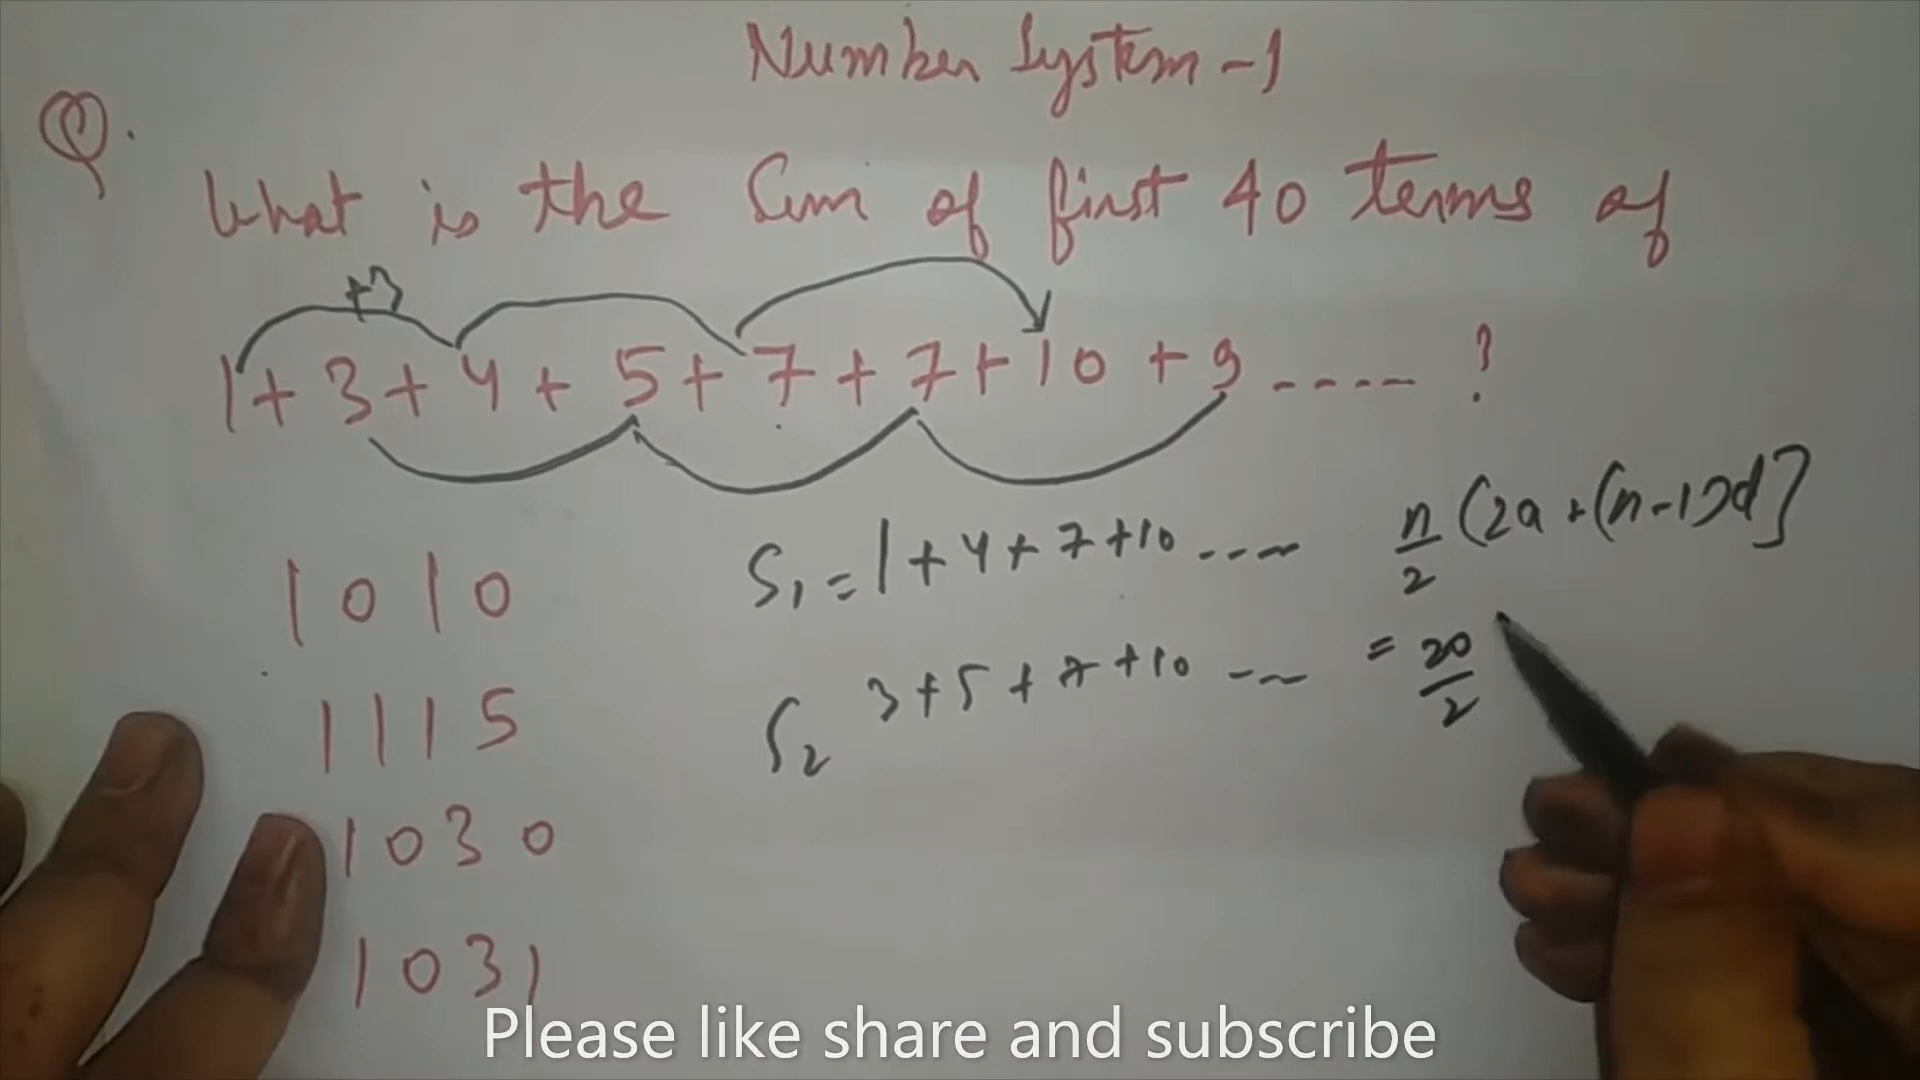 Number System-1
Q.
What is the Sum of first 40 terms of
+3
1+3+4+5+7+7+10+9----?
n/2 (2a+(n-1)d]
S1=1+4+7+10----
1010
= 20/2
S2 3+5+7+10---
1115
1030
1031
Please like share and subscribe